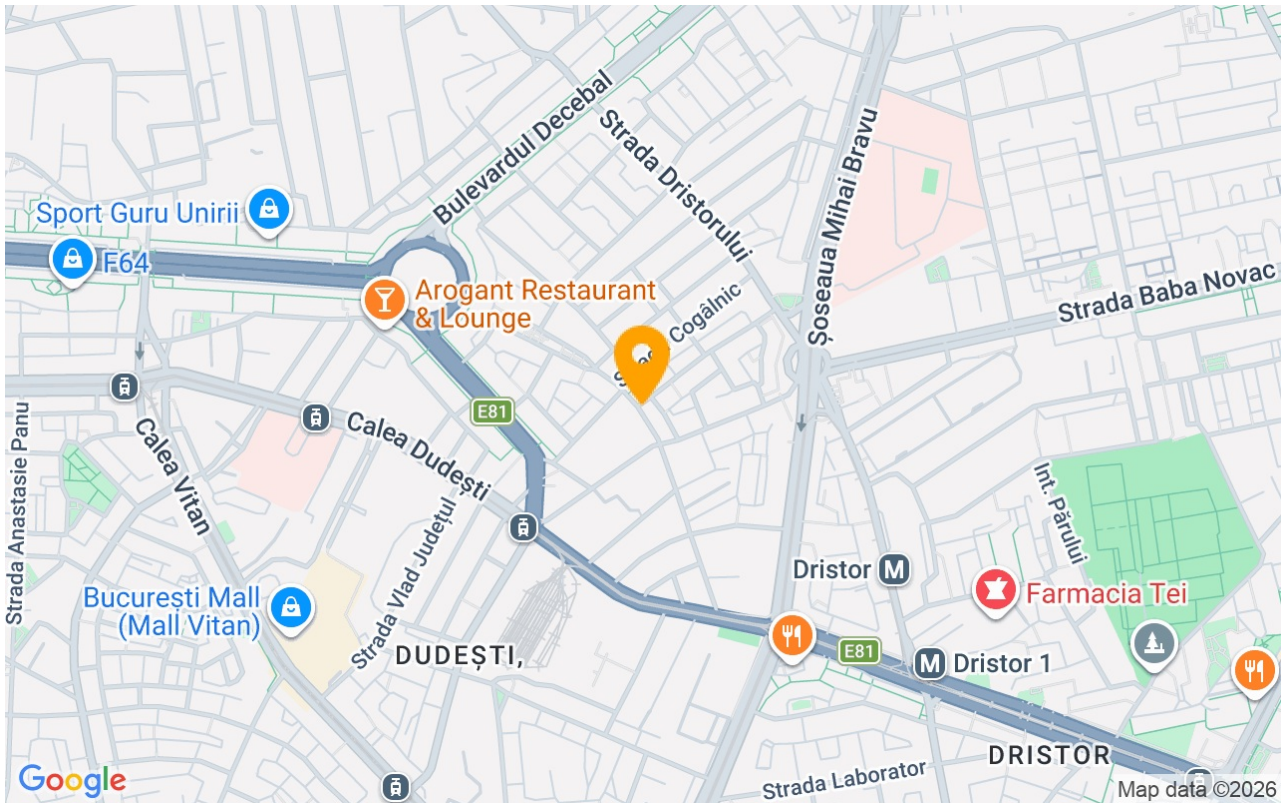 Bulevardul Decebal
Strada Dristorului
Șoseaua Mihai Bravu
Sport Guru Unirii
F64
Arogant Restaurant
& Lounge
Cogâlnic
Strada Baba Novac
E81
Calea Dudești
Calea Vitan
Strada Anastasie Panu
Strada Vlad Județul
Int. Părului
Dristor M
Farmacia Tei
București Mall
(Mall Vitan)
DUDEȘTI,
E81
M Dristor 1
DRISTOR
Strada Laborator
Google
Map data ©2026